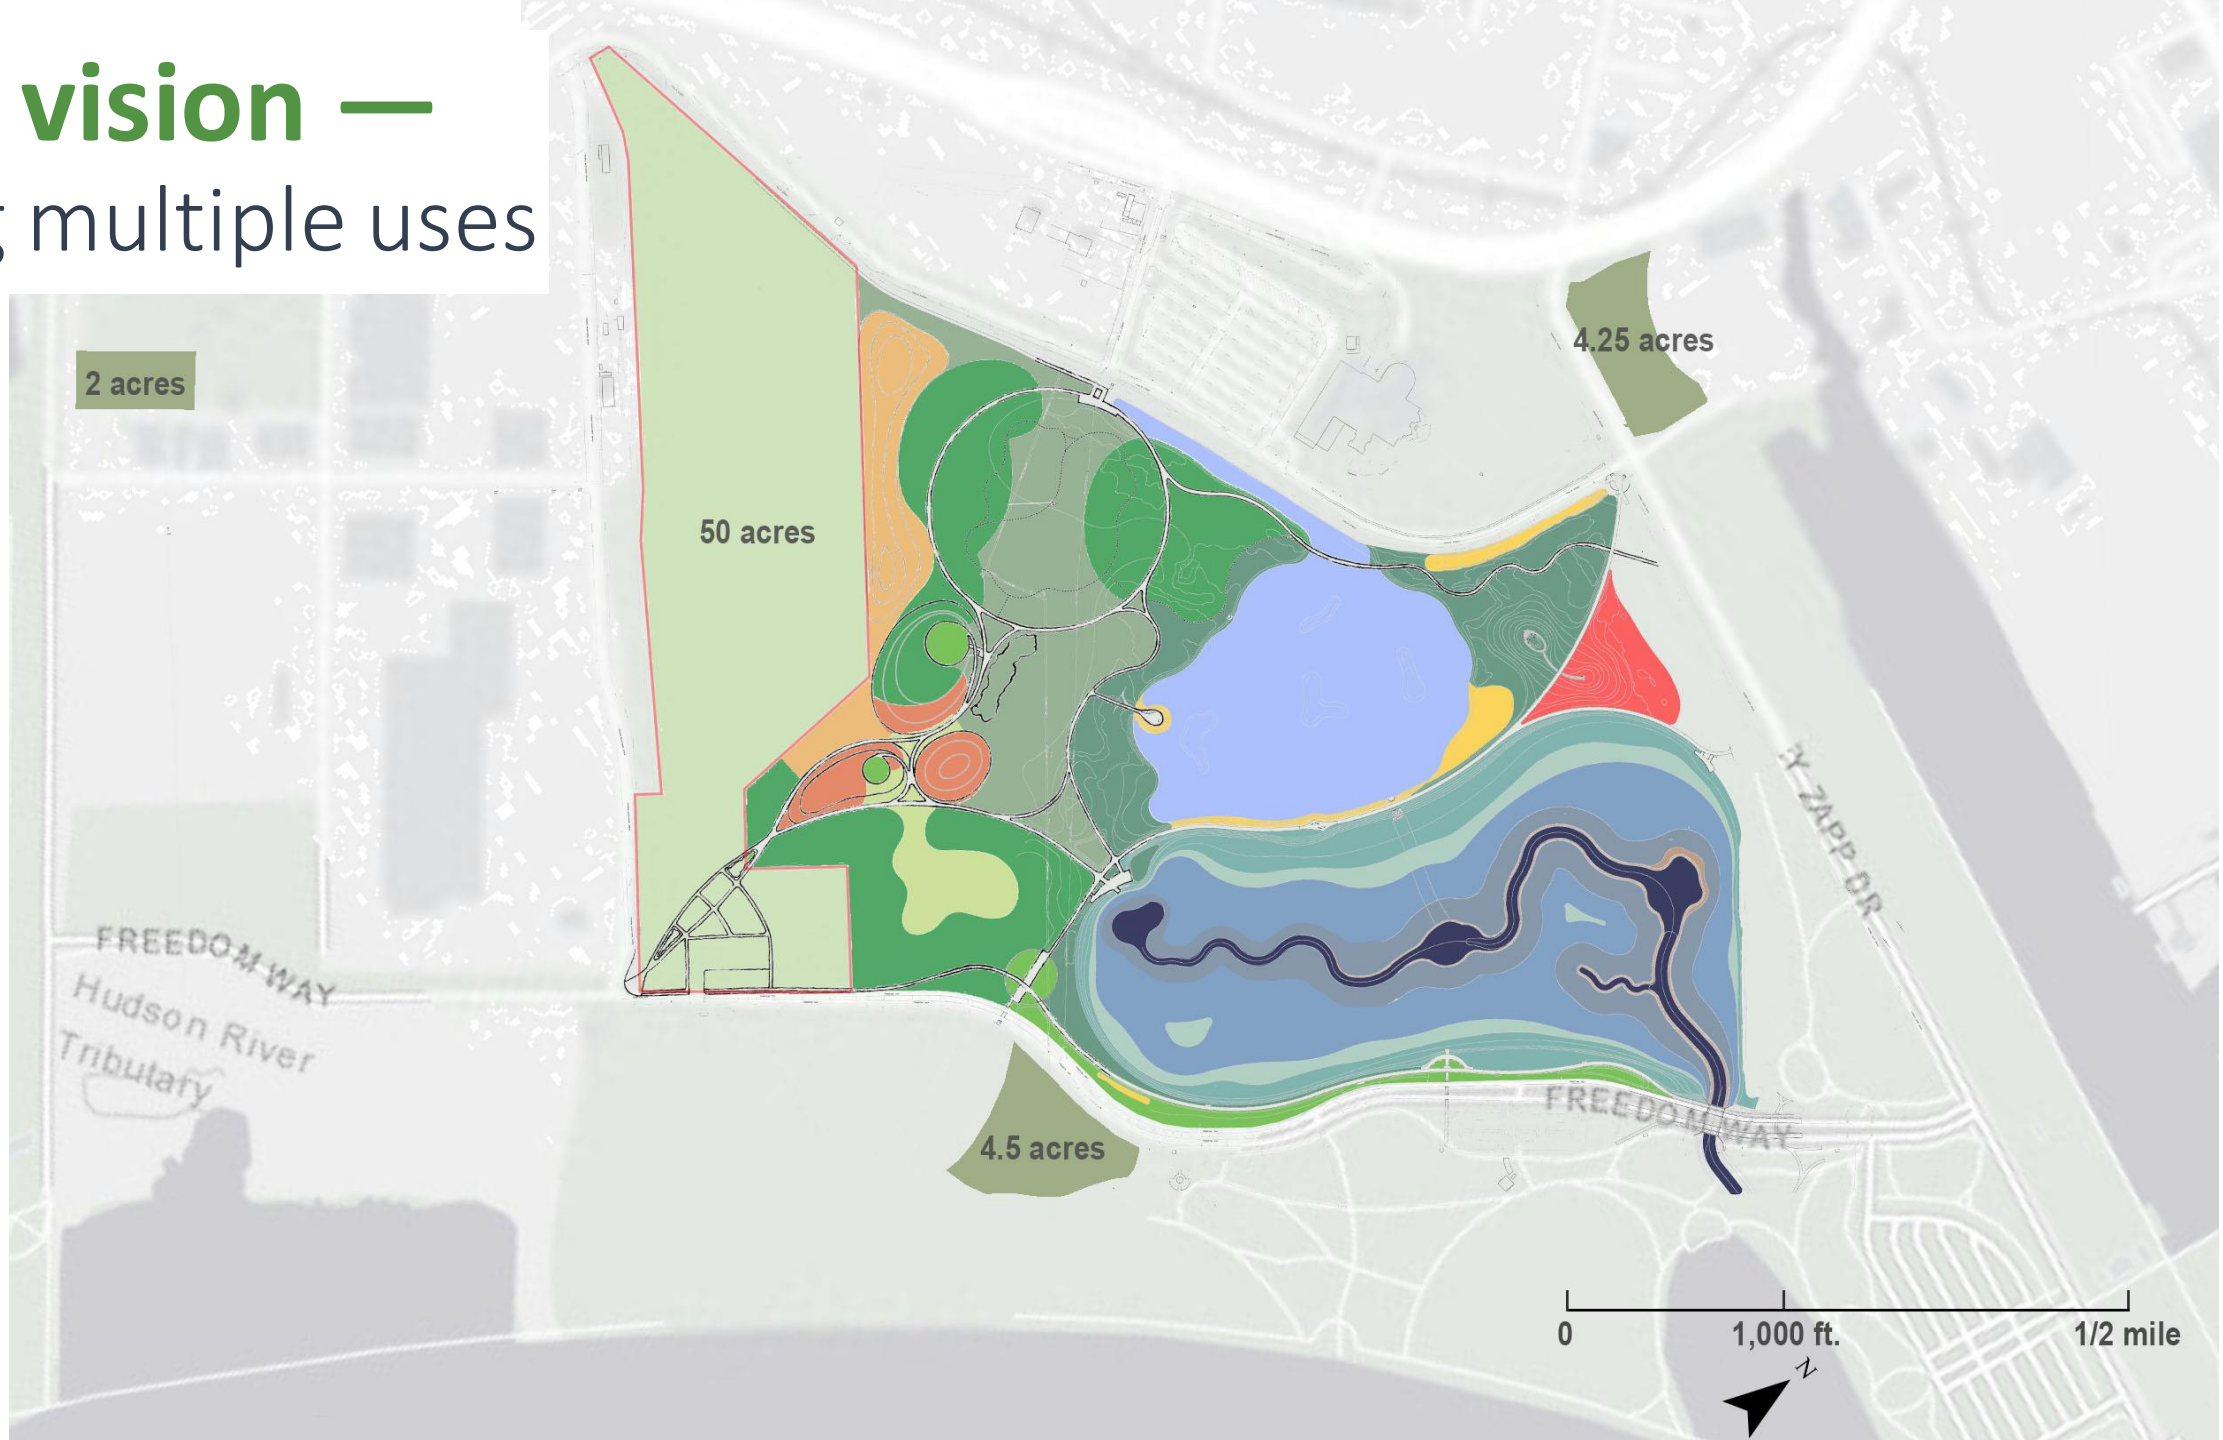 vision —
g multiple uses
4.25 acres
2 acres
50 acres
Y ZAPP DR
FREEDOM WAY
Hudson River
Tributary
FREEDOM WAY
4.5 acres
0 1,000 ft. 1/2 mile
N